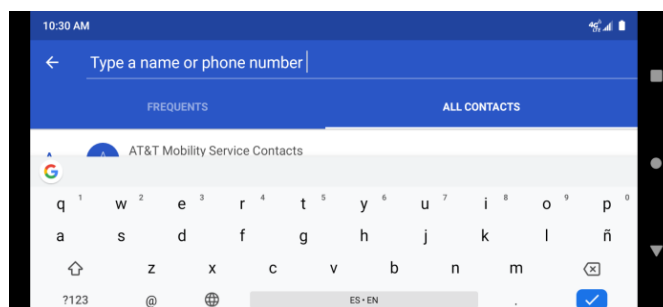 10:30 AM 4G
Type a name or phone number
FREQUENTS ALL CONTACTS
A A AT&T Mobility Service Contacts
G
q 1 w 2 e 3 r 4 t 5 y 6 u 7 i 8 o 9 p 0
a s d f g h j k l ñ
z x c v b n m
?123 @ ES • EN .